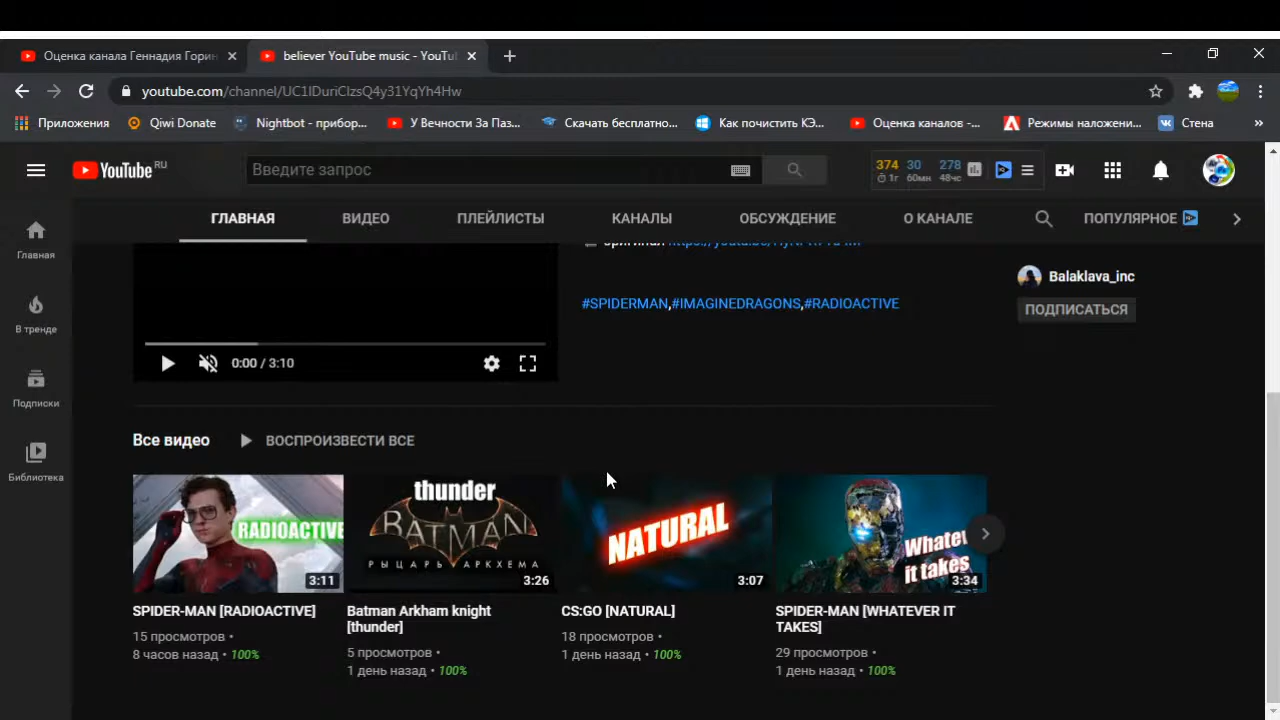 Оценка канала Геннадия Горин
believer YouTube music - YouTu
youtube.com/channel/UC1IDuriClzsQ4y31YqYh4Hw
Приложения
Qiwi Donate
Nightbot - прибор...
У Вечности За Паз...
Скачать бесплатно...
Как почистить КЭ...
Оценка каналов -...
Режимы наложени...
Стена
»
YouTube RU
Введите запрос
374 30 278
1г 60мн 48чс
ГЛАВНАЯ
ВИДЕО
ПЛЕЙЛИСТЫ
КАНАЛЫ
ОБСУЖДЕНИЕ
О КАНАЛЕ
ПОПУЛЯРНОЕ
Главная
В тренде
Подписки
Библиотека
оригинал
#SPIDERMAN,#IMAGINEDRAGONS,#RADIOACTIVE
0:00 / 3:10
Balaklava_inc
ПОДПИСАТЬСЯ
Все видео
ВОСПРОИЗВЕСТИ ВСЕ
RADIOACTIVE
3:11
SPIDER-MAN [RADIOACTIVE]
15 просмотров •
8 часов назад • 100%
thunder
BATMAN
РЫЦАРЬ АРКХЕМА
3:26
Batman Arkham knight
[thunder]
5 просмотров •
1 день назад • 100%
NATURAL
3:07
CS:GO [NATURAL]
18 просмотров •
1 день назад • 100%
Whatev
it takes
3:34
SPIDER-MAN [WHATEVER IT
TAKES]
29 просмотров •
1 день назад • 100%